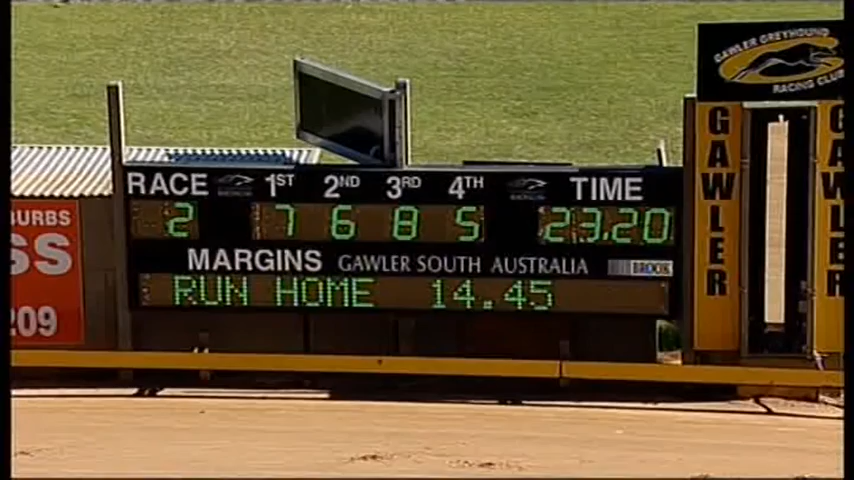 GAWLER GREYHOUND
RACING CLUB
RACE 1ST 2ND 3RD 4TH TIME
2 7 6 8 5 23.20
MARGINS GAWLER SOUTH AUSTRALIA BROOK
RUN HOME 14.45
GAWLER
GAWLER
URBS
SS
209